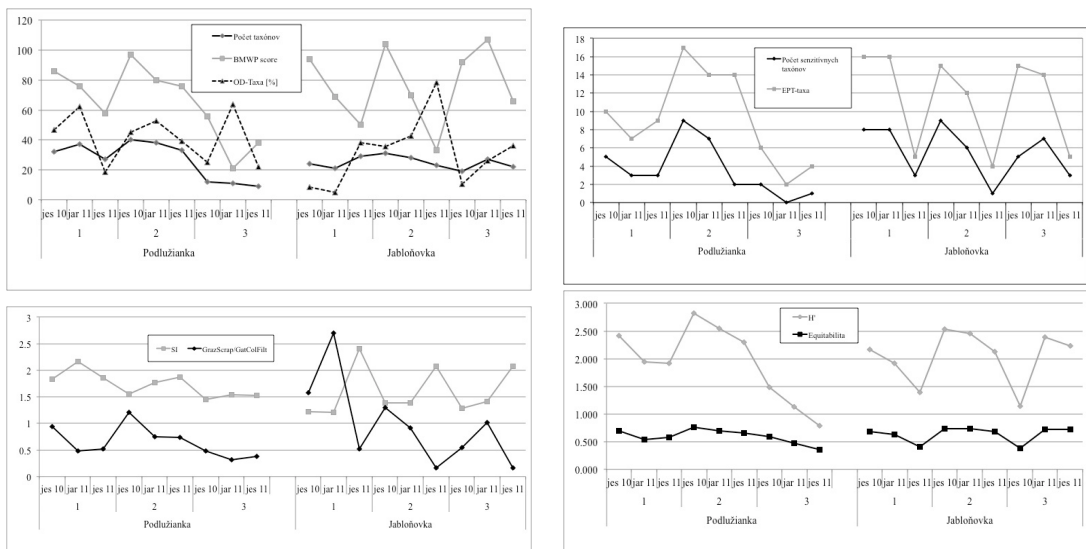 120
100
80
60
40
20
0
Počet taxónov
BMWP score
OD-Taxa [%]
jes 10 jar 11 jes 11 jes 10 jar 11 jes 11 jes 10 jar 11 jes 11 jes 10 jar 11 jes 11 jes 10 jar 11 jes 11 jes 10 jar 11 jes 11
1 2 3 1 2 3
Podlužianka Jabloňovka
18
16
14
12
10
8
6
4
2
0
Počet senzitívnych
taxónov
EPT-taxa
jes 10 jar 11 jes 11 jes 10 jar 11 jes 11 jes 10 jar 11 jes 11 jes 10 jar 11 jes 11 jes 10 jar 11 jes 11 jes 10 jar 11 jes 11
1 2 3 1 2 3
Podlužianka Jabloňovka
3
2.5
2
1.5
1
0.5
0
SI GrazScrap/GatColFilt
jes 10 jar 11 jes 11 jes 10 jar 11 jes 11 jes 10 jar 11 jes 11 jes 10 jar 11 jes 11 jes 10 jar 11 jes 11 jes 10 jar 11 jes 11
1 2 3 1 2 3
Podlužianka Jabloňovka
3.000
2.500
2.000
1.500
1.000
0.500
0.000
H'
Equitabilita
jes 10 jar 11 jes 11 jes 10 jar 11 jes 11 jes 10 jar 11 jes 11 jes 10 jar 11 jes 11 jes 10 jar 11 jes 11 jes 10 jar 11 jes 11
1 2 3 1 2 3
Podlužianka Jabloňovka